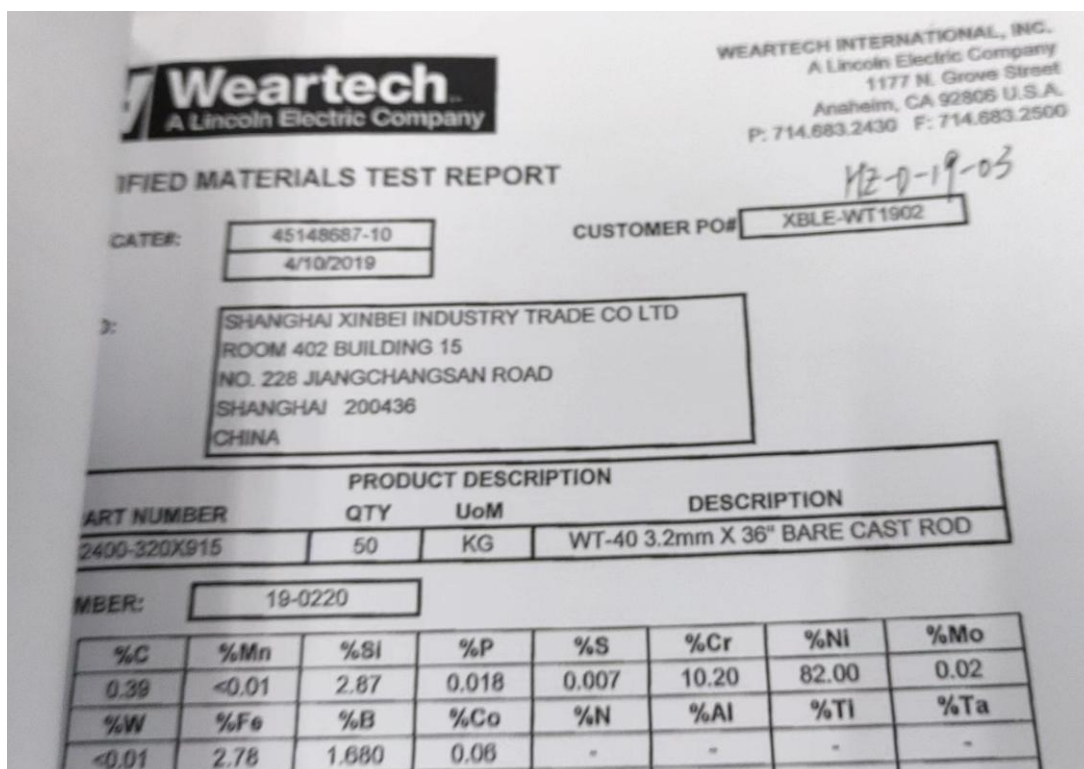 Weartech
A Lincoln Electric Company
WEARTECH INTERNATIONAL, INC.
A Lincoln Electric Company
1177 N. Grove Street
Anaheim, CA 92806 U.S.A.
P: 714.683.2430 F: 714.683.2500
IFIED MATERIALS TEST REPORT
HZ-0-19-03
CATE#: 45148687-10 CUSTOMER PO# XBLE-WT1902
4/10/2019
D: SHANGHAI XINBEI INDUSTRY TRADE CO LTD
ROOM 402 BUILDING 15
NO. 228 JIANGCHANGSAN ROAD
SHANGHAI 200436
CHINA
PRODUCT DESCRIPTION
ART NUMBER QTY UoM DESCRIPTION
2400-320X915 50 KG WT-40 3.2mm X 36" BARE CAST ROD
MBER: 19-0220
%C %Mn %Si %P %S %Cr %Ni %Mo
0.39 <0.01 2.87 0.018 0.007 10.20 82.00 0.02
%W %Fe %B %Co %N %Al %Ti %Ta
<0.01 2.78 1.680 0.06 - - - -